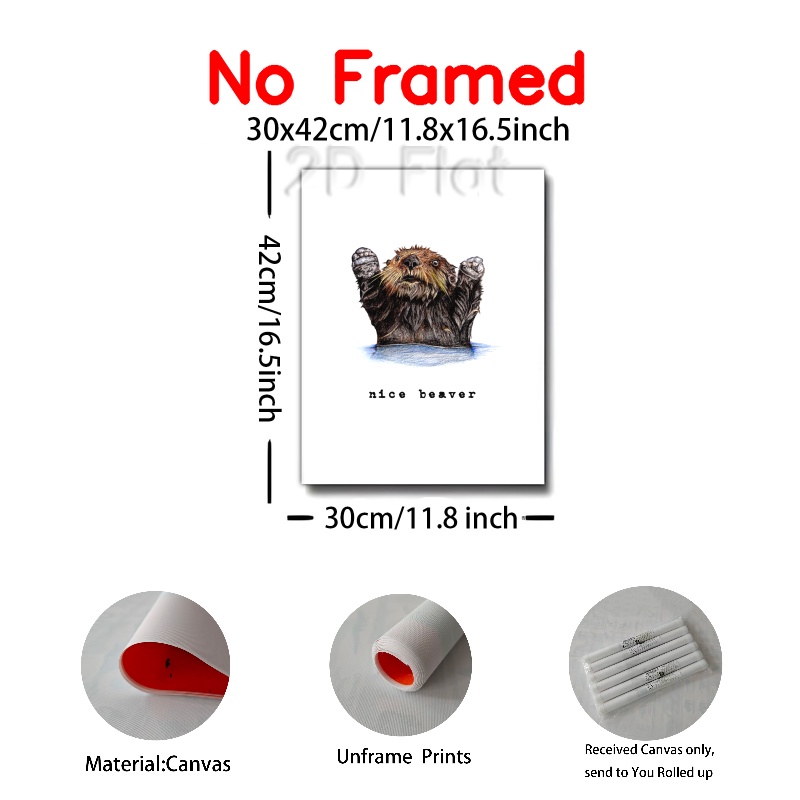 No Framed
30x42cm/11.8x16.5inch
2D Flat
42cm/16.5inch
nice beaver
30cm/11.8 inch
Material:Canvas
Unframe Prints
Received Canvas only,
send to You Rolled up